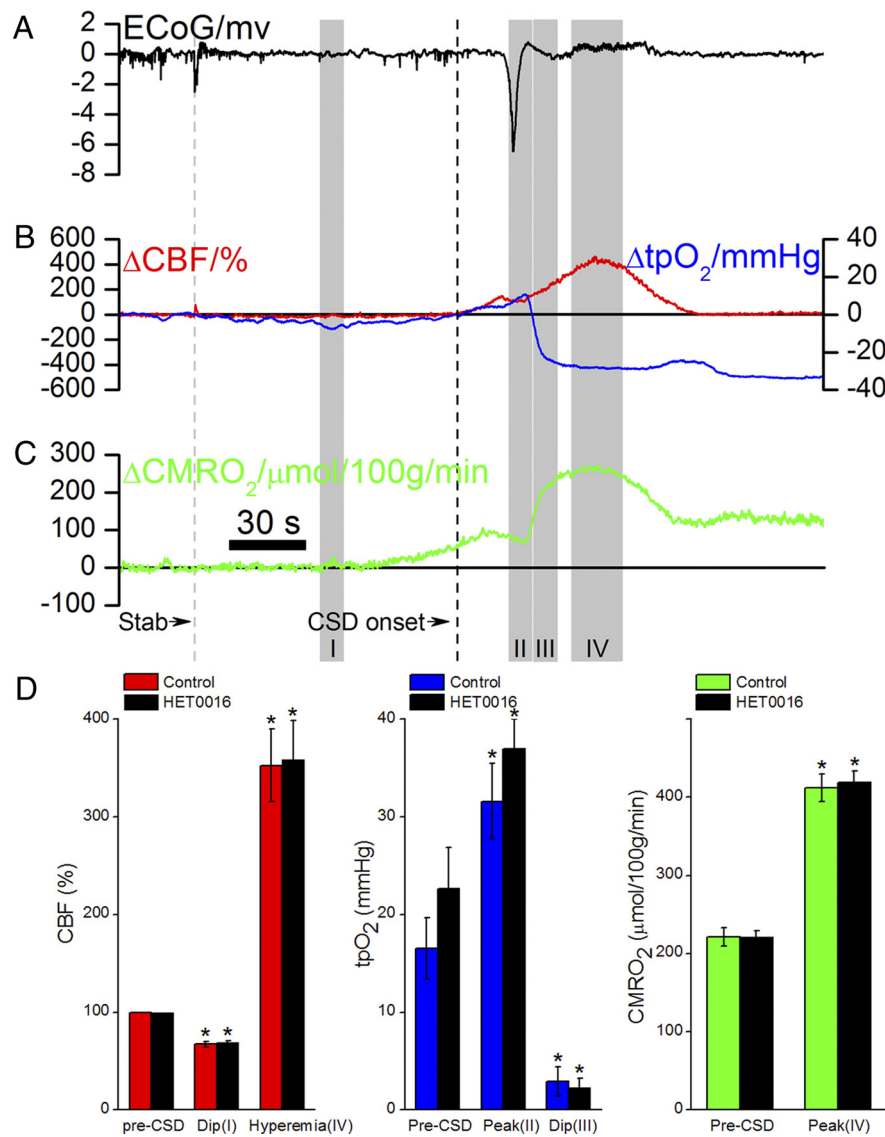 A
ECoG/mv
2
0
-2
-4
-6
-8
B
ΔCBF/%
ΔtpO₂/mmHg
600
400
200
0
-200
-400
-600
40
20
0
-20
-40
C
ΔCMRO₂/μmol/100g/min
300
200
100
0
-100
30 s
Stab
CSD onset
I
II
III
IV
D
Control
HET0016
CBF (%)
400
300
200
100
0
* * * *
pre-CSD Dip(I) Hyperemia(IV)
Control
HET0016
tpO₂ (mmHg)
40
20
0
* * * *
Pre-CSD Peak(II) Dip(III)
Control
HET0016
CMRO₂ (μmol/100g/min)
400
200
0
* *
Pre-CSD Peak(IV)